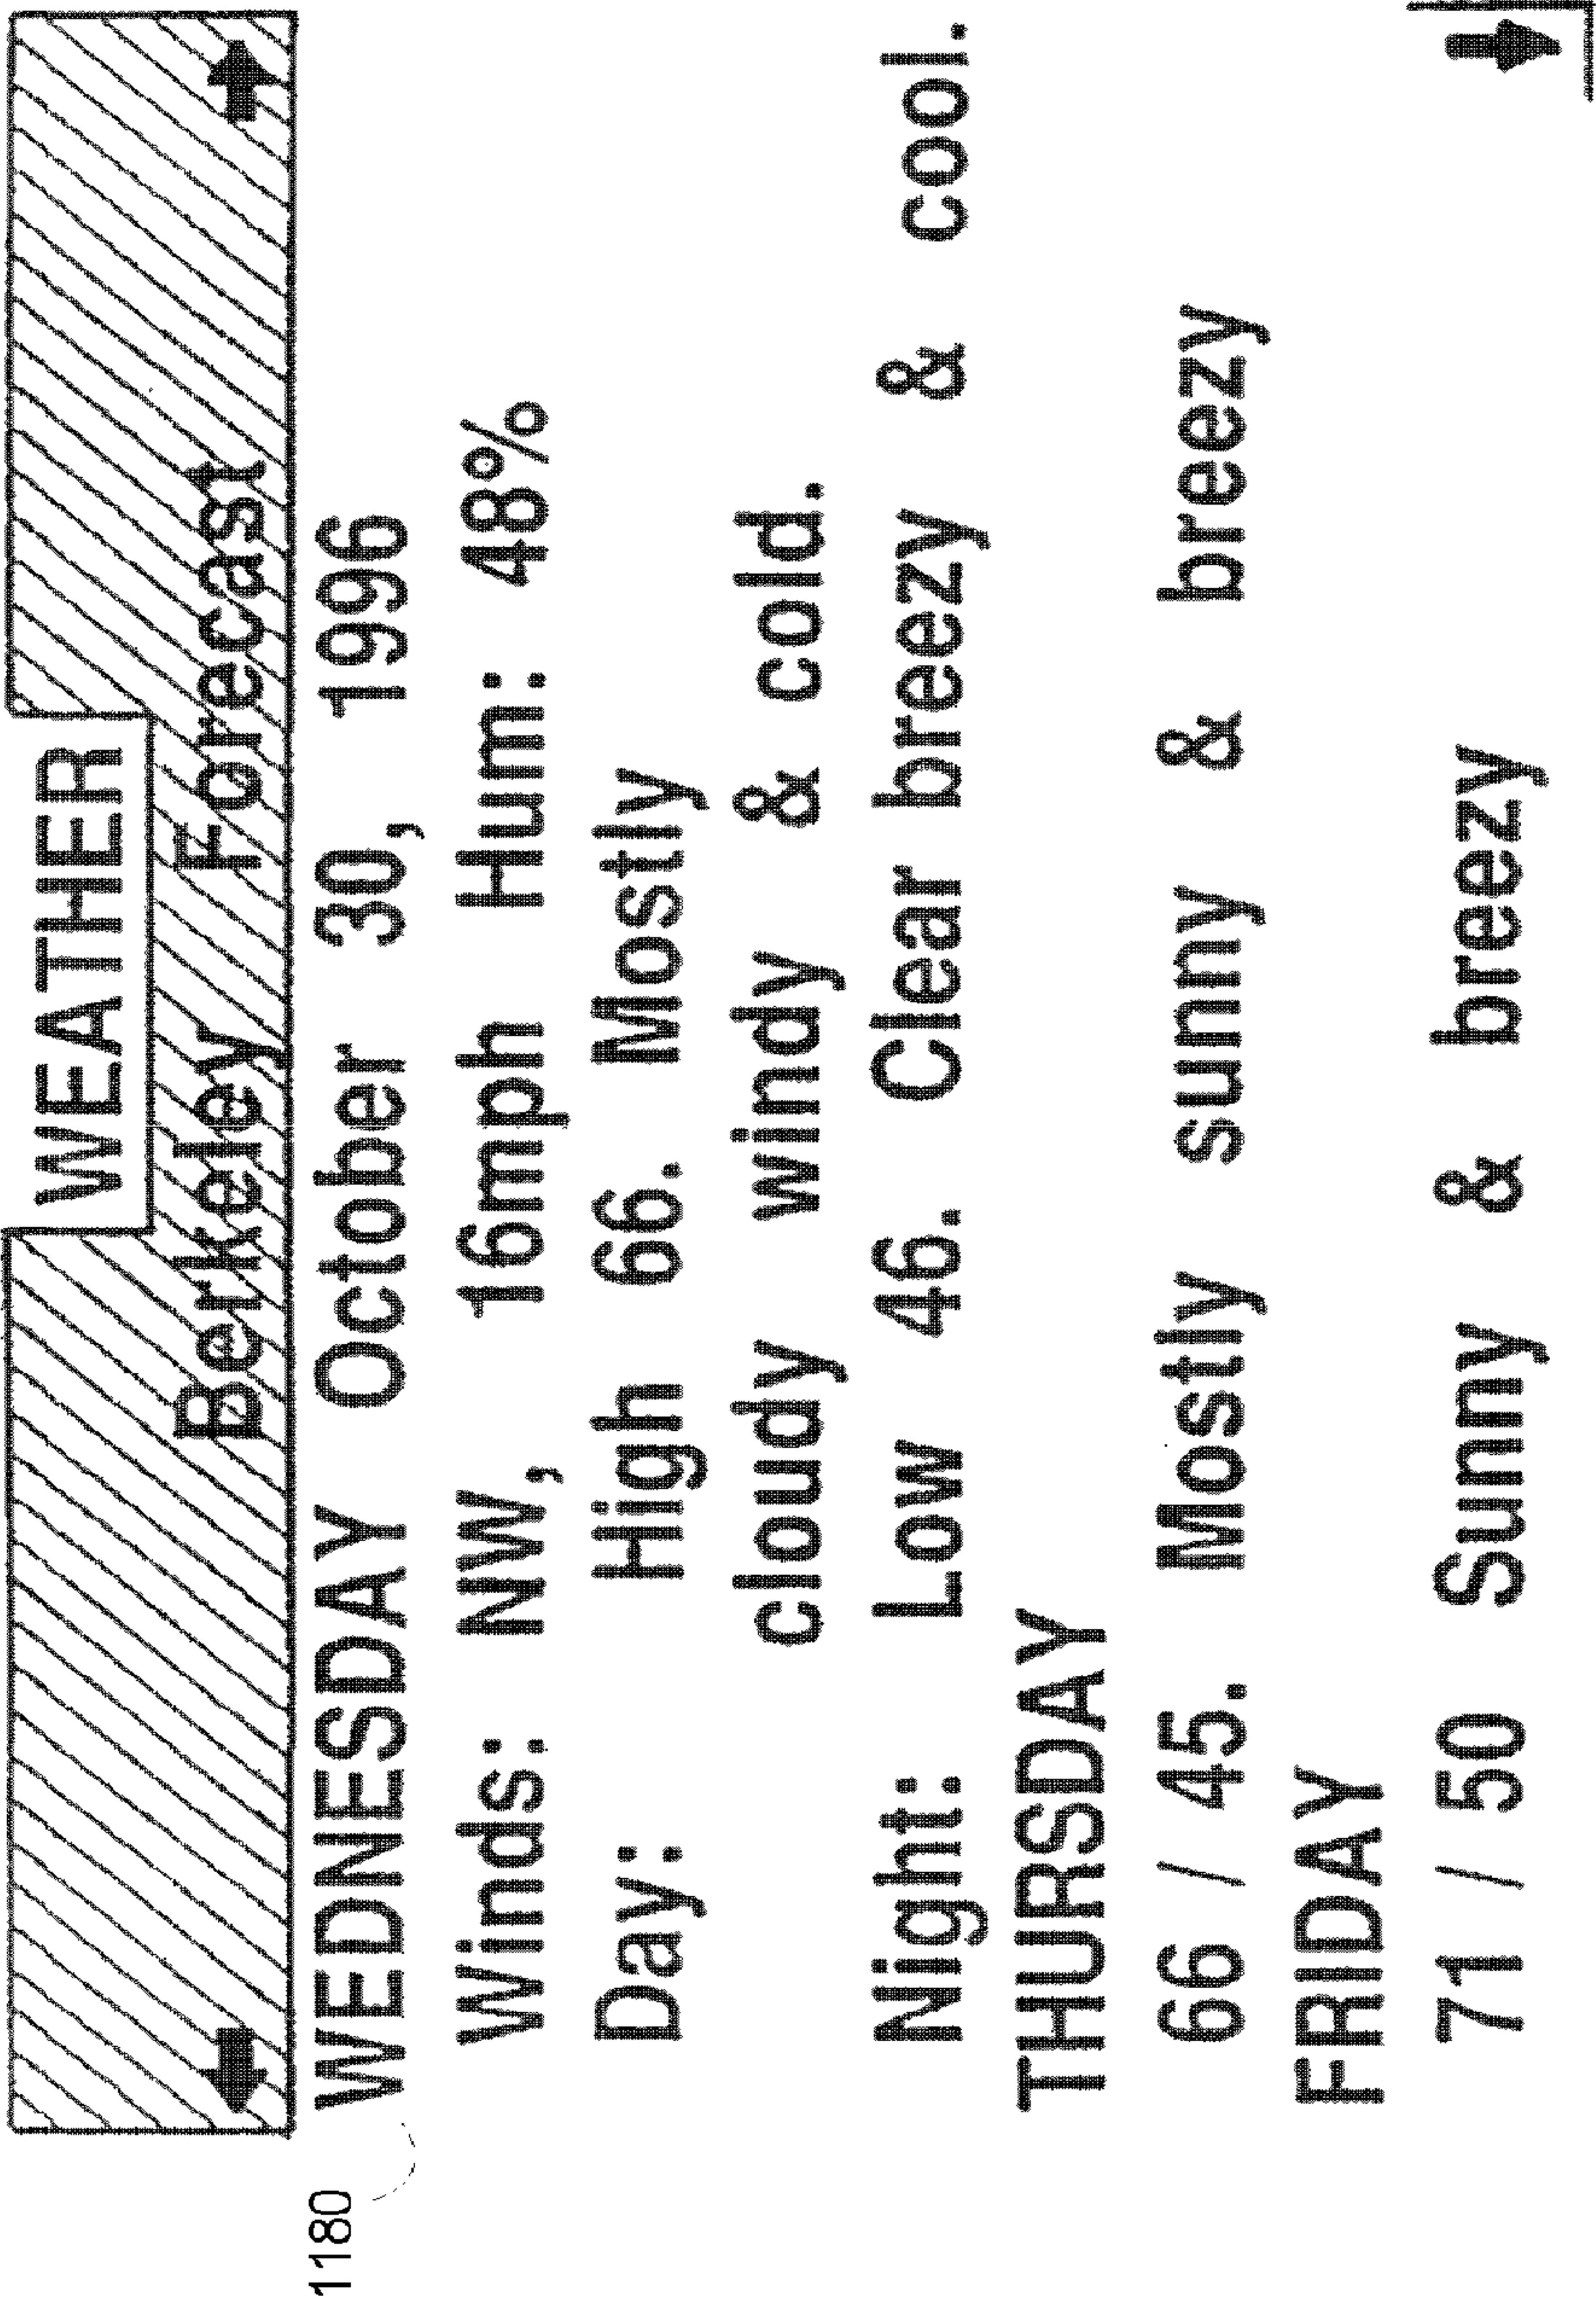 WEATHER
Berkeley Forecast
WEDNESDAY October 30, 1996
Winds: NW, 16mph Hum: 48%
Day: High 66. Mostly
cloudy windy & cold.
Night: Low 46. Clear breezy & cool.
THURSDAY
66 / 45. Mostly sunny & breezy
FRIDAY
71 / 50 Sunny & breezy
1180